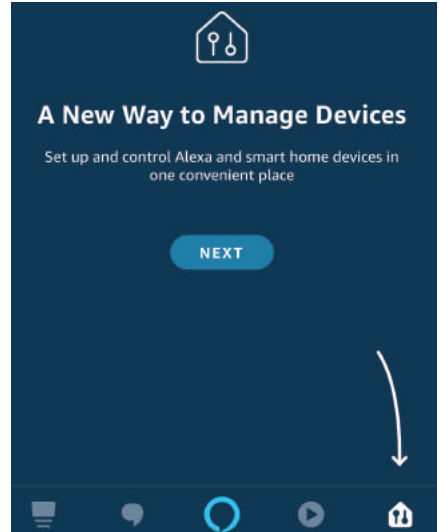 A New Way to Manage Devices
Set up and control Alexa and smart home devices in
one convenient place
NEXT